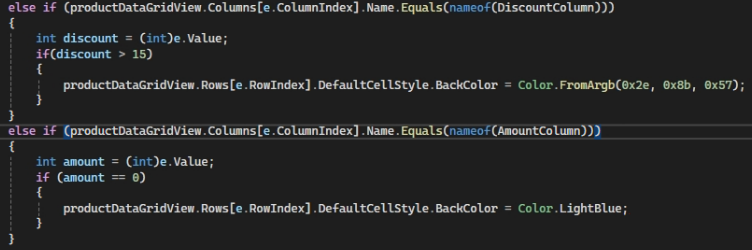 else if (productDataGridView.Columns[e.ColumnIndex].Name.Equals(nameof(DiscountColumn)))
{
    int discount = (int)e.Value;
    if(discount > 15)
    {
        productDataGridView.Rows[e.RowIndex].DefaultCellStyle.BackColor = Color.FromArgb(0x2e, 0x8b, 0x57);
    }
}
else if (productDataGridView.Columns[e.ColumnIndex].Name.Equals(nameof(AmountColumn)))
{
    int amount = (int)e.Value;
    if (amount == 0)
    {
        productDataGridView.Rows[e.RowIndex].DefaultCellStyle.BackColor = Color.LightBlue;
    }
}